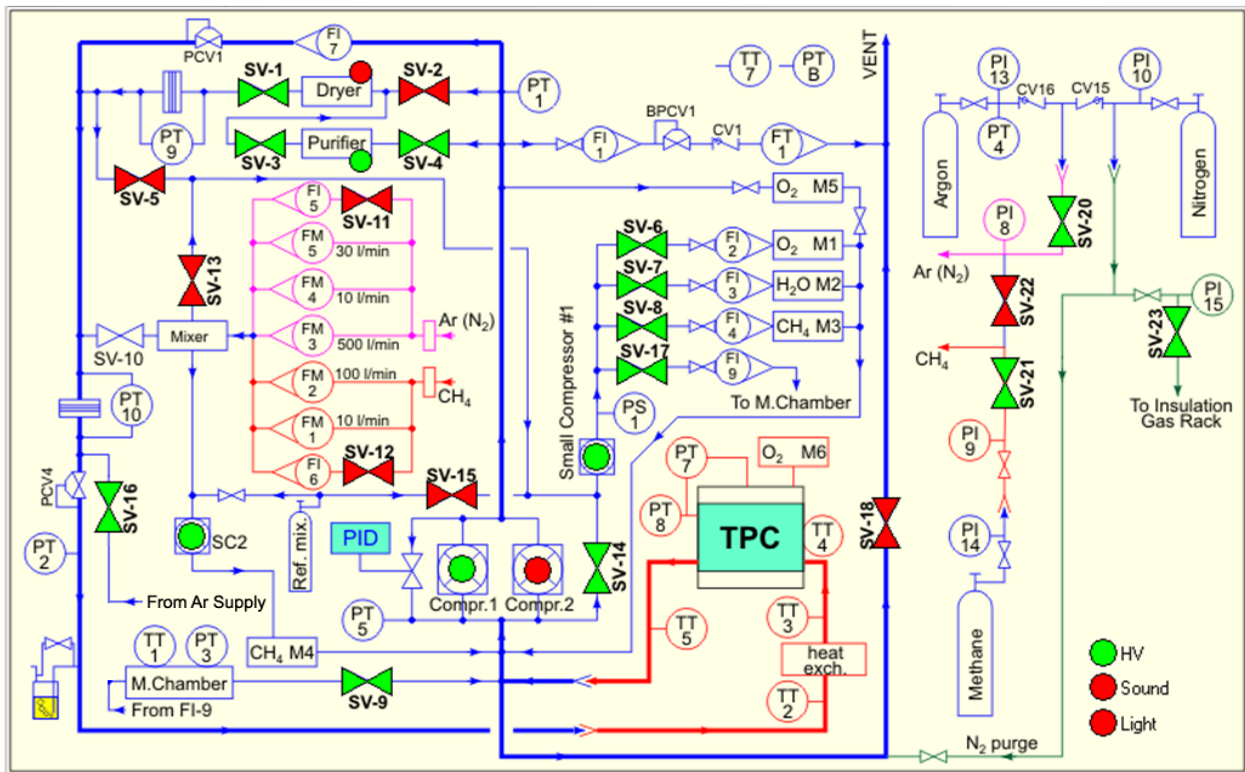 PCV1
FI
7
SV-1
Dryer
SV-2
PT
1
PT
9
SV-3
Purifier
SV-4
SV-5
TT
7
PT
B
VENT
FI
1
BPCV1
CV1
FT
1
O2 M5
SV-6
FI
2
O2 M1
SV-7
FI
3
H2O M2
SV-8
FI
4
CH4 M3
SV-17
FI
9
To M.Chamber
PS
1
Small Compressor #1
FI
5
SV-11
FM
5
30 l/min
FM
4
10 l/min
FM
3
500 l/min
Ar (N2)
FM
2
100 l/min
CH4
FM
1
10 l/min
FI
6
SV-12
SV-13
SV-10
Mixer
PT
10
PCV4
SV-16
PT
2
From Ar Supply
SC2
Ref. mix.
SV-15
PID
Compr.1
Compr.2
SV-14
PT
5
CH4 M4
TT
1
PT
3
M.Chamber
From FI-9
SV-9
PT
7
PT
8
O2 M6
TPC
TT
4
TT
5
TT
3
heat
exch.
TT
2
SV-18
PI
13
CV16
CV15
PI
10
PT
4
Argon
Nitrogen
PI
8
SV-20
Ar (N2)
SV-22
CH4
SV-21
PI
15
SV-23
To Insulation
Gas Rack
PI
9
PI
14
Methane
N2 purge
HV
Sound
Light